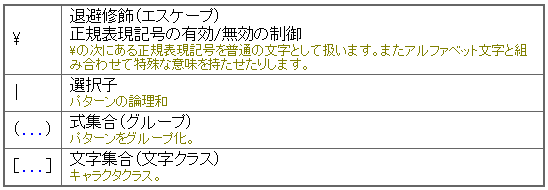 ¥
退避修飾(エスケープ)
正規表現記号の有効/無効の制御
¥の次にある正規表現記号を普通の文字として扱います。またアルファベット文字と組
み合わせて特殊な意味を持たせたりします。
|
選択子
パターンの論理和
(...)
式集合(グループ)
パターンをグループ化。
[...]
文字集合(文字クラス)
キャラクタクラス。